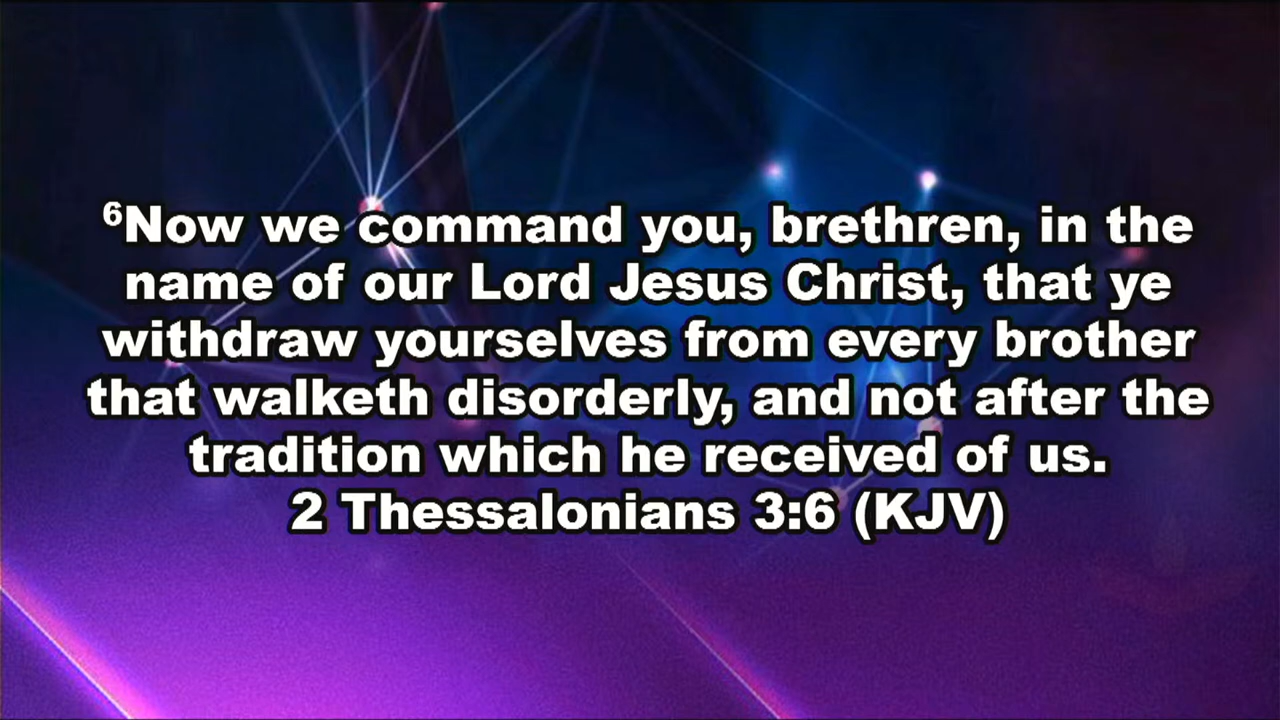 ⁶Now we command you, brethren, in the
name of our Lord Jesus Christ, that ye
withdraw yourselves from every brother
that walketh disorderly, and not after the
tradition which he received of us.
2 Thessalonians 3:6 (KJV)